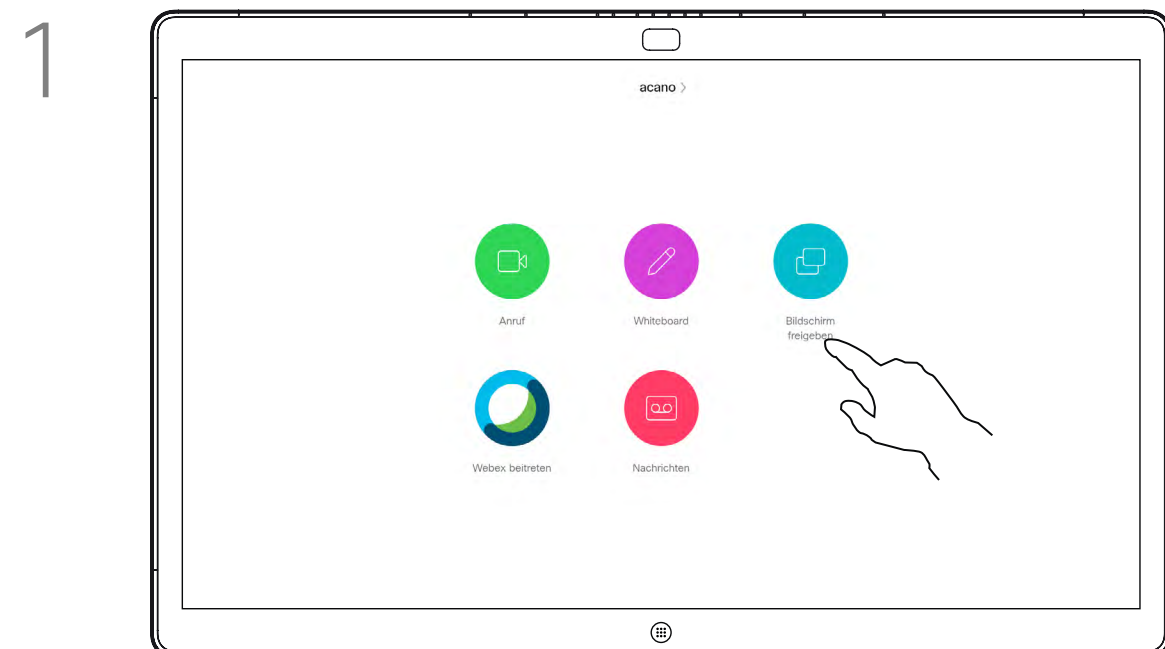 1
acano
Anruf
Whiteboard
Bildschirm
freigeben
Webex beitreten
Nachrichten